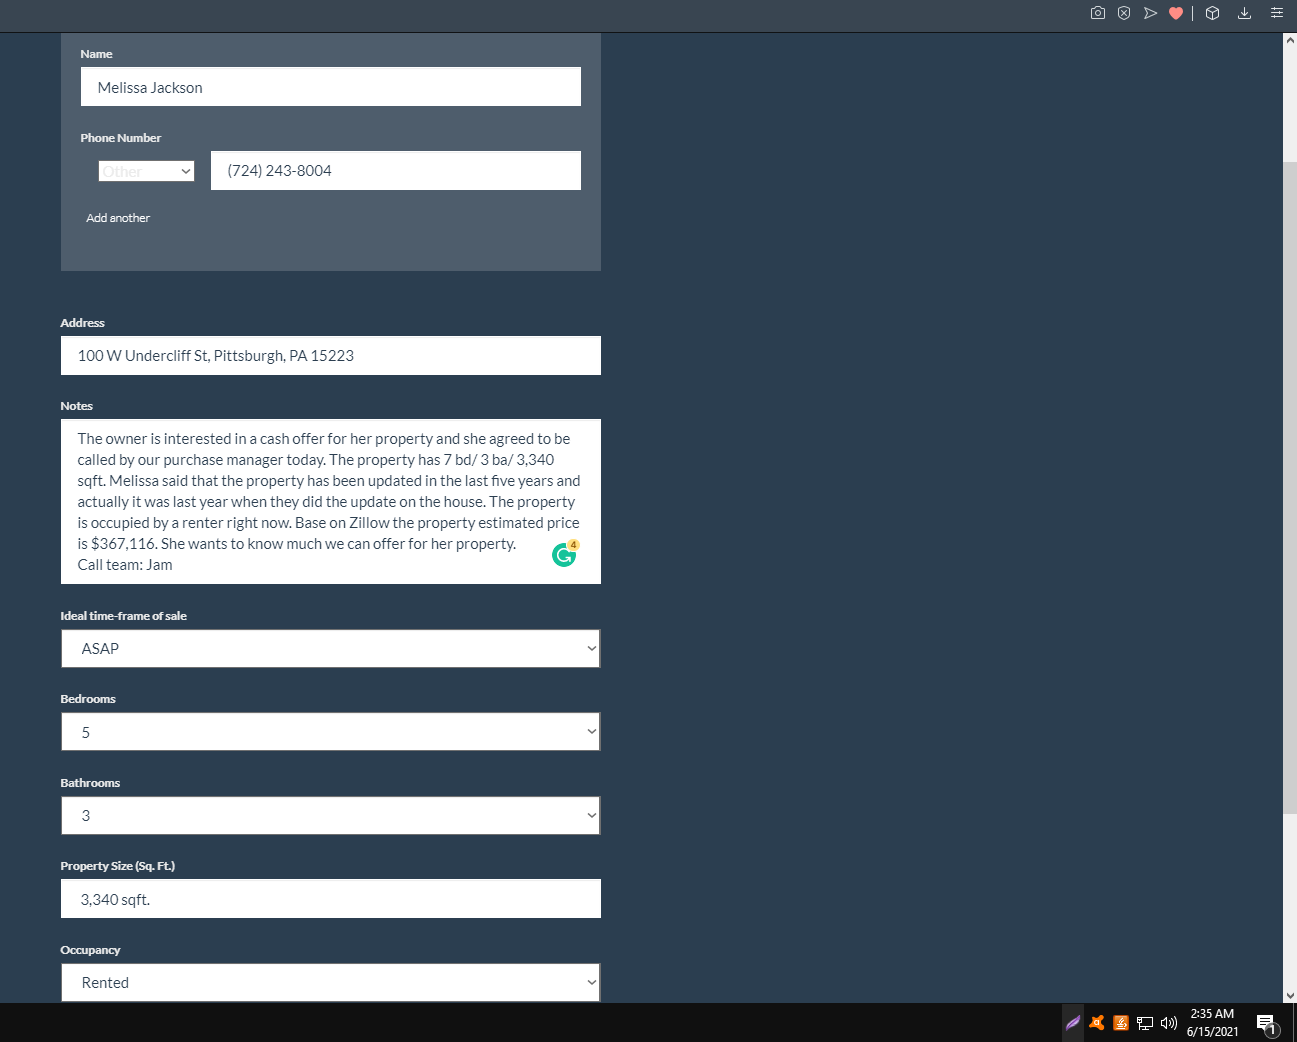 Name
Melissa Jackson
Phone Number
Other
(724) 243-8004
Add another
Address
100 W Undercliff St, Pittsburgh, PA 15223
Notes
The owner is interested in a cash offer for her property and she agreed to be
called by our purchase manager today. The property has 7 bd/ 3 ba/ 3,340
sqft. Melissa said that the property has been updated in the last five years and
actually it was last year when they did the update on the house. The property
is occupied by a renter right now. Base on Zillow the property estimated price
is $367,116. She wants to know much we can offer for her property.
4
Call team: Jam
Ideal time-frame of sale
ASAP
Bedrooms
5
Bathrooms
3
Property Size (Sq. Ft.)
3,340 sqft.
Occupancy
Rented
2:35 AM
6/15/2021
1